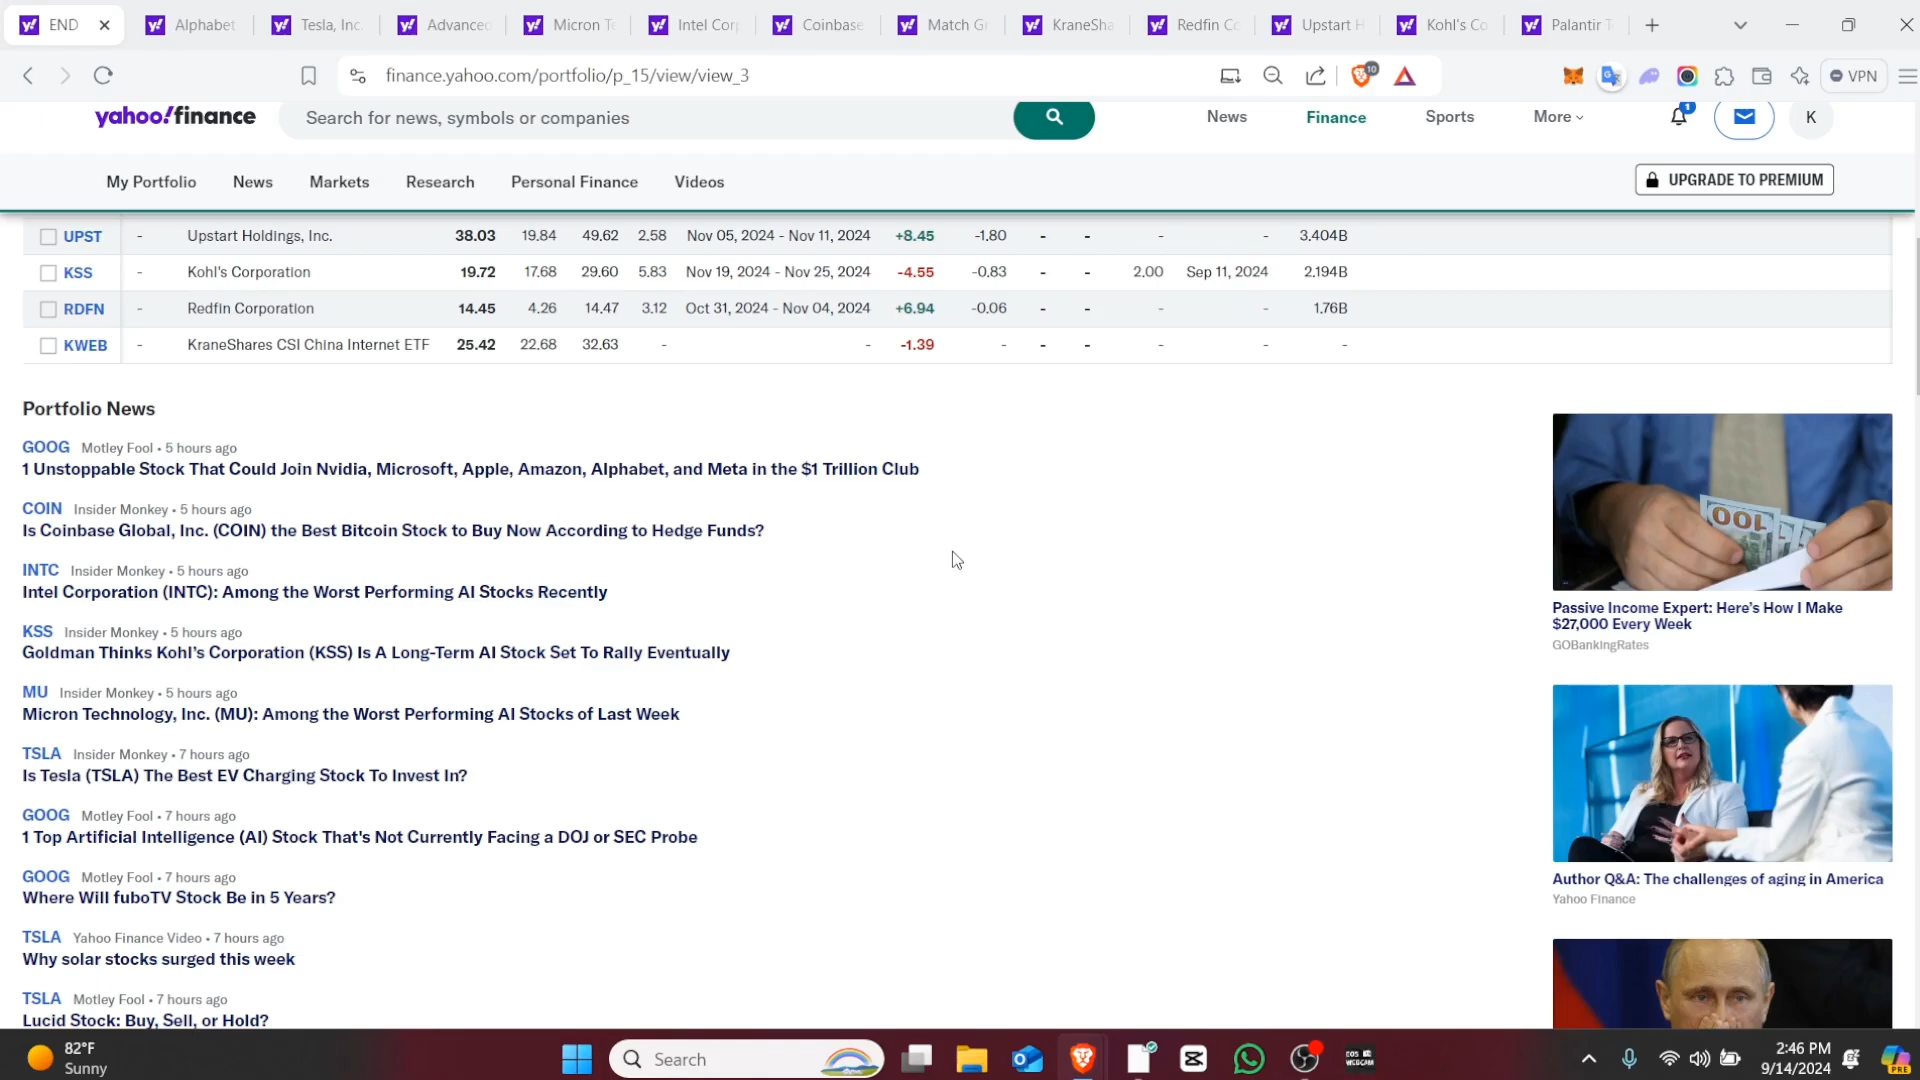 END
Alphabet
Tesla, Inc.
Advanced
Micron Te
Intel Corp
Coinbase
Match Gr
KraneSha
Redfin Co
Upstart H
Kohl's Co
Palantir T
finance.yahoo.com/portfolio/p_15/view/view_3
10
VPN
yahoo!finance
Search for news, symbols or companies
News
Finance
Sports
More
1
K
My Portfolio
News
Markets
Research
Personal Finance
Videos
UPGRADE TO PREMIUM
UPST - Upstart Holdings, Inc. 38.03 19.84 49.62 2.58 Nov 05, 2024 - Nov 11, 2024 +8.45 -1.80 - - - - 3.404B
KSS - Kohl's Corporation 19.72 17.68 29.60 5.83 Nov 19, 2024 - Nov 25, 2024 -4.55 -0.83 - - 2.00 Sep 11, 2024 2.194B
RDFN - Redfin Corporation 14.45 4.26 14.47 3.12 Oct 31, 2024 - Nov 04, 2024 +6.94 -0.06 - - - - 1.76B
KWEB - KraneShares CSI China Internet ETF 25.42 22.68 32.63 - - -1.39 - - - - - -
Portfolio News
GOOG Motley Fool • 5 hours ago
1 Unstoppable Stock That Could Join Nvidia, Microsoft, Apple, Amazon, Alphabet, and Meta in the $1 Trillion Club
COIN Insider Monkey • 5 hours ago
Is Coinbase Global, Inc. (COIN) the Best Bitcoin Stock to Buy Now According to Hedge Funds?
INTC Insider Monkey • 5 hours ago
Intel Corporation (INTC): Among the Worst Performing AI Stocks Recently
KSS Insider Monkey • 5 hours ago
Goldman Thinks Kohl's Corporation (KSS) Is A Long-Term AI Stock Set To Rally Eventually
MU Insider Monkey • 5 hours ago
Micron Technology, Inc. (MU): Among the Worst Performing AI Stocks of Last Week
TSLA Insider Monkey • 7 hours ago
Is Tesla (TSLA) The Best EV Charging Stock To Invest In?
GOOG Motley Fool • 7 hours ago
1 Top Artificial Intelligence (AI) Stock That's Not Currently Facing a DOJ or SEC Probe
GOOG Motley Fool • 7 hours ago
Where Will fuboTV Stock Be in 5 Years?
TSLA Yahoo Finance Video • 7 hours ago
Why solar stocks surged this week
TSLA Motley Fool • 7 hours ago
Lucid Stock: Buy, Sell, or Hold?
100
Passive Income Expert: Here's How I Make
$27,000 Every Week
GOBankingRates
Author Q&A: The challenges of aging in America
Yahoo Finance
82°F
Sunny
Search
EOS
WEBCAM
2:46 PM
9/14/2024
PRE